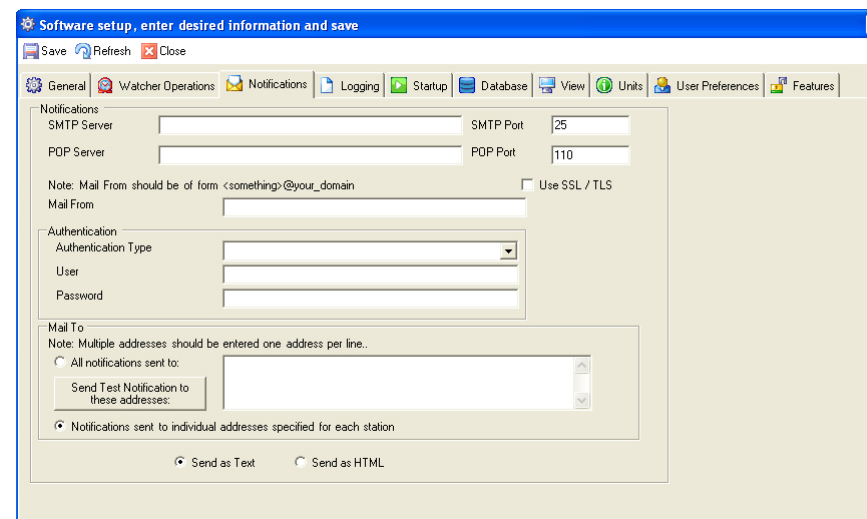 Software setup, enter desired information and save
Save Refresh Close
General Watcher Operations Notifications Logging Startup Database View Units User Preferences Features
Notifications
SMTP Server SMTP Port 25
POP Server POP Port 110
Note: Mail From should be of form <something>@your_domain Use SSL / TLS
Mail From
Authentication
Authentication Type
User
Password
Mail To
Note: Multiple addresses should be entered one address per line..
All notifications sent to:
Send Test Notification to
these addresses:
Notifications sent to individual addresses specified for each station
Send as Text Send as HTML